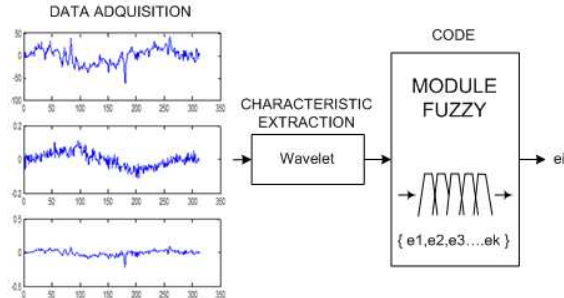 DATA ADQUISITION
50
0
-50
-100
0 50 100 150 200 250 300 350
0.2
0
-0.2
0 50 100 150 200 250 300 350
0.5
0
-0.5
0 50 100 150 200 250 300 350
CHARACTERISTIC
EXTRACTION
Wavelet
CODE
MODULE
FUZZY
{ e1,e2,e3....ek }
ei